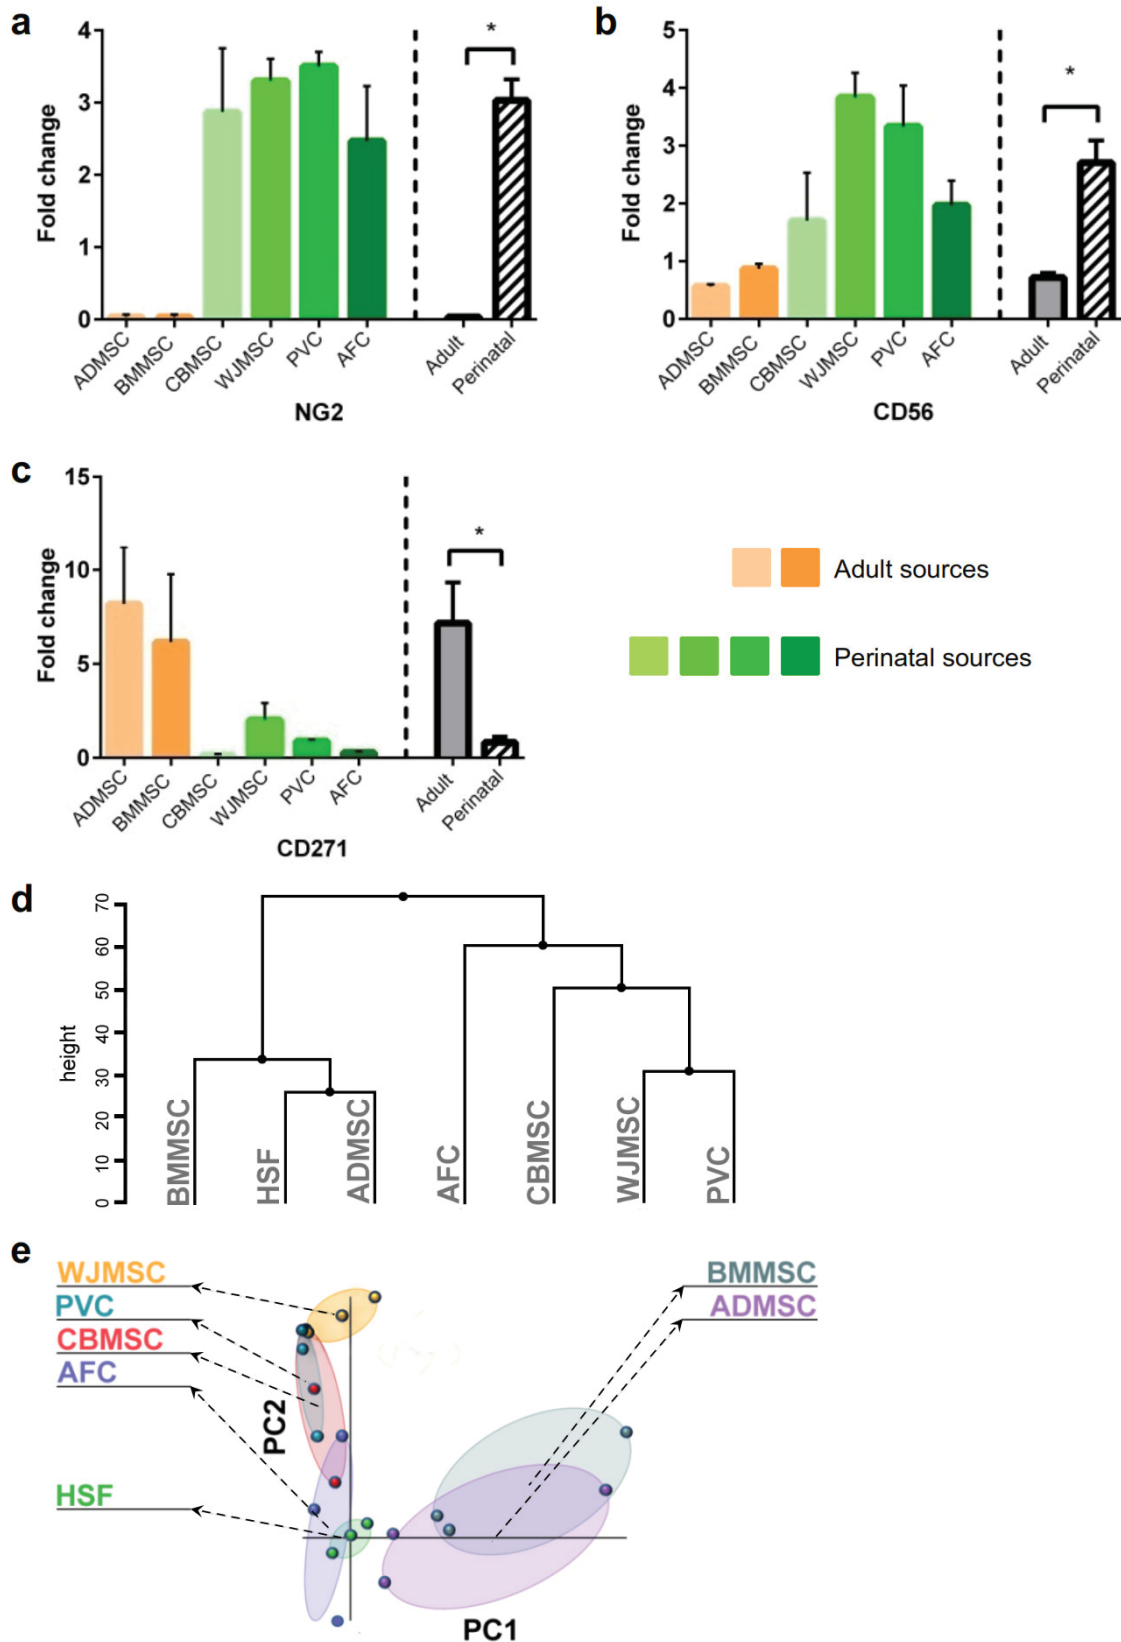 a
4
3
2
1
0
Fold change
*
ADMSC
BMMSC
CBMSC
WJMSC
PVC
AFC
Adult
Perinatal
NG2
b
5
4
3
2
1
0
Fold change
*
ADMSC
BMMSC
CBMSC
WJMSC
PVC
AFC
Adult
Perinatal
CD56
c
15
10
5
0
Fold change
*
ADMSC
BMMSC
CBMSC
WJMSC
PVC
AFC
Adult
Perinatal
CD271
Adult sources
Perinatal sources
d
70
60
50
40
30
20
10
0
height
BMMSC
HSF
ADMSC
AFC
CBMSC
WJMSC
PVC
e
WJMSC
PVC
CBMSC
AFC
HSF
BMMSC
ADMSC
PC2
PC1